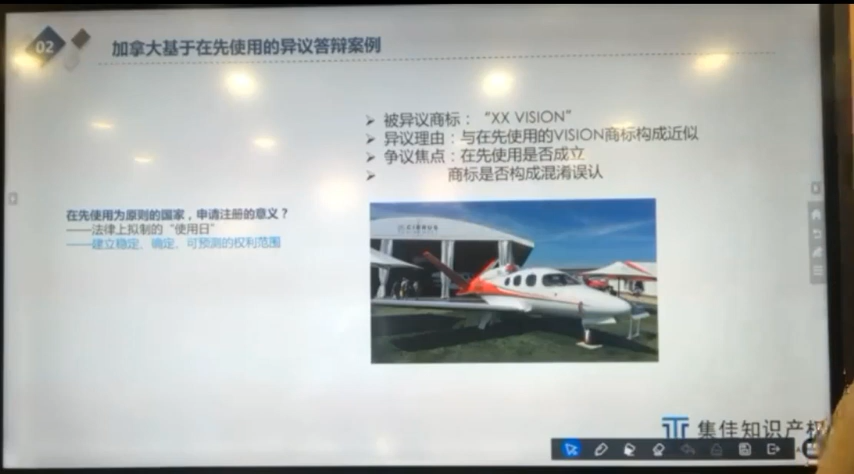 02
加拿大基于在先使用的异议答辩案例
被异议商标：“XX VISION”
异议理由：与在先使用的VISION商标构成近似
争议焦点：在先使用是否成立
商标是否构成混淆误认
在先使用为原则的国家，申请注册的意义？
——法律上拟制的“使用日”
——建立稳定、确定、可预测的权利范围
CIRRUS
集佳知识产权